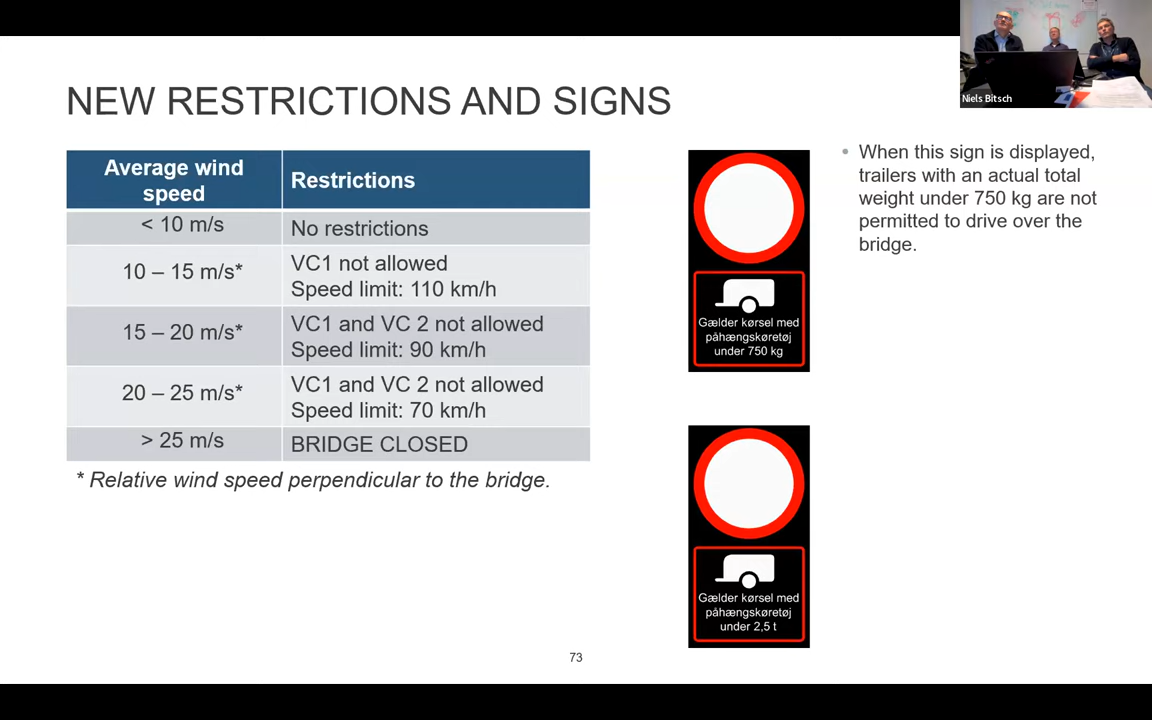 Niels Bitsch
NEW RESTRICTIONS AND SIGNS
Average wind
speed
Restrictions
< 10 m/s
No restrictions
10 – 15 m/s*
VC1 not allowed
Speed limit: 110 km/h
15 – 20 m/s*
VC1 and VC 2 not allowed
Speed limit: 90 km/h
20 – 25 m/s*
VC1 and VC 2 not allowed
Speed limit: 70 km/h
> 25 m/s
BRIDGE CLOSED
* Relative wind speed perpendicular to the bridge.
Gælder kørsel med
påhængskøretøj
under 750 kg
Gælder kørsel med
påhængskøretøj
under 2,5 t
• When this sign is displayed,
trailers with an actual total
weight under 750 kg are not
permitted to drive over the
bridge.
73